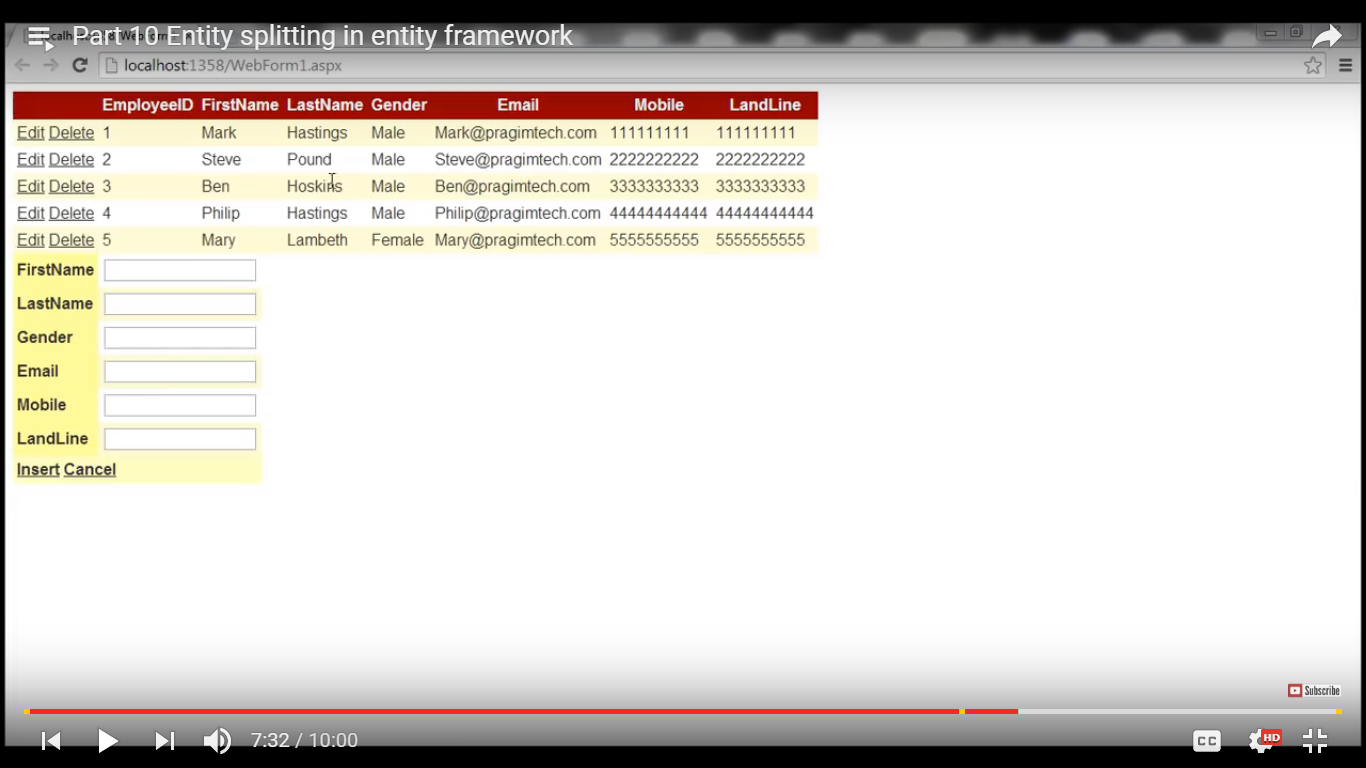 Part 10 Entity splitting in entity framework
localhost:1358/WebForm1.aspx
EmployeeID FirstName LastName Gender Email Mobile LandLine
Edit Delete 1 Mark Hastings Male Mark@pragimtech.com 111111111 111111111
Edit Delete 2 Steve Pound Male Steve@pragimtech.com 2222222222 2222222222
Edit Delete 3 Ben Hoskins Male Ben@pragimtech.com 3333333333 3333333333
Edit Delete 4 Philip Hastings Male Philip@pragimtech.com 44444444444 44444444444
Edit Delete 5 Mary Lambeth Female Mary@pragimtech.com 5555555555 5555555555
FirstName
LastName
Gender
Email
Mobile
LandLine
Insert Cancel
Subscribe
7:32 / 10:00
CC
HD